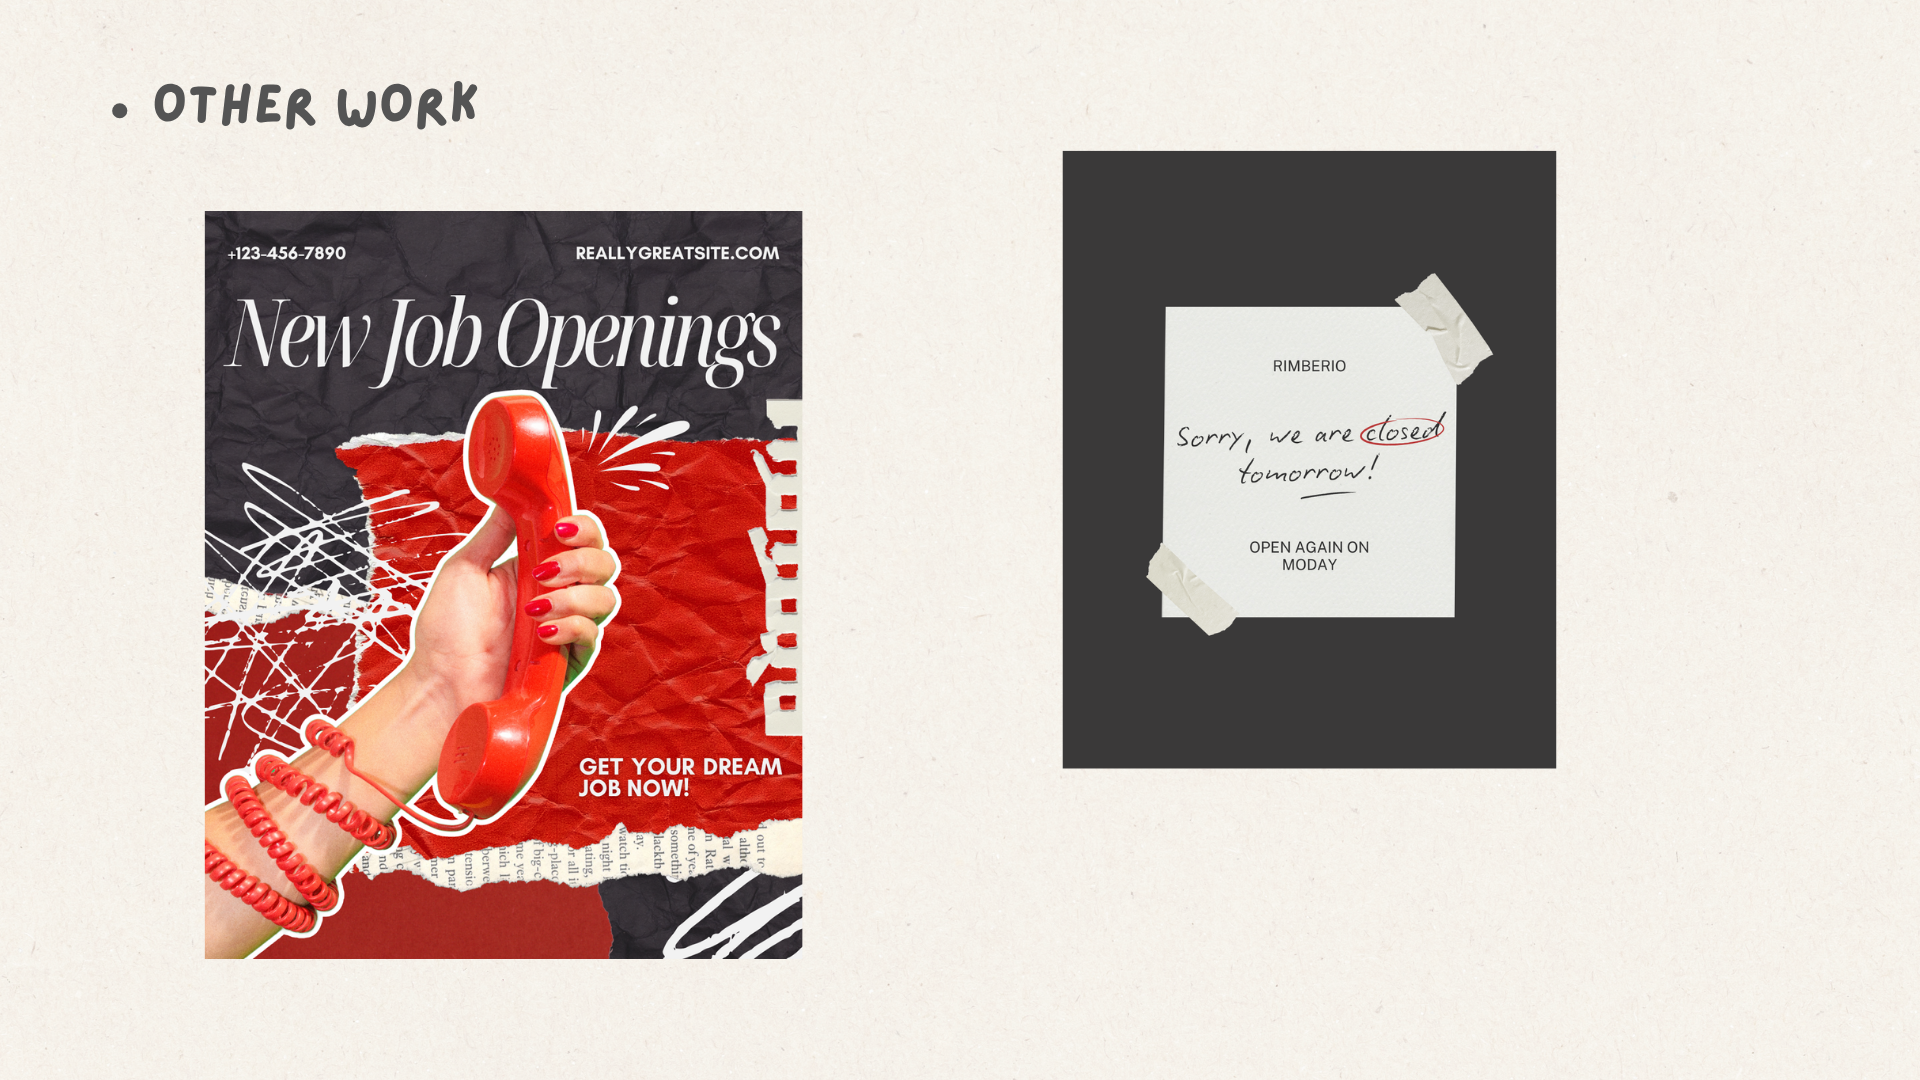 • OTHER WORK
+123-456-7890
REALLYGREATSITE.COM
New Job Openings
GET YOUR DREAM
JOB NOW!
RIMBERIO
Sorry, we are closed
tomorrow!
OPEN AGAIN ON
MODAY